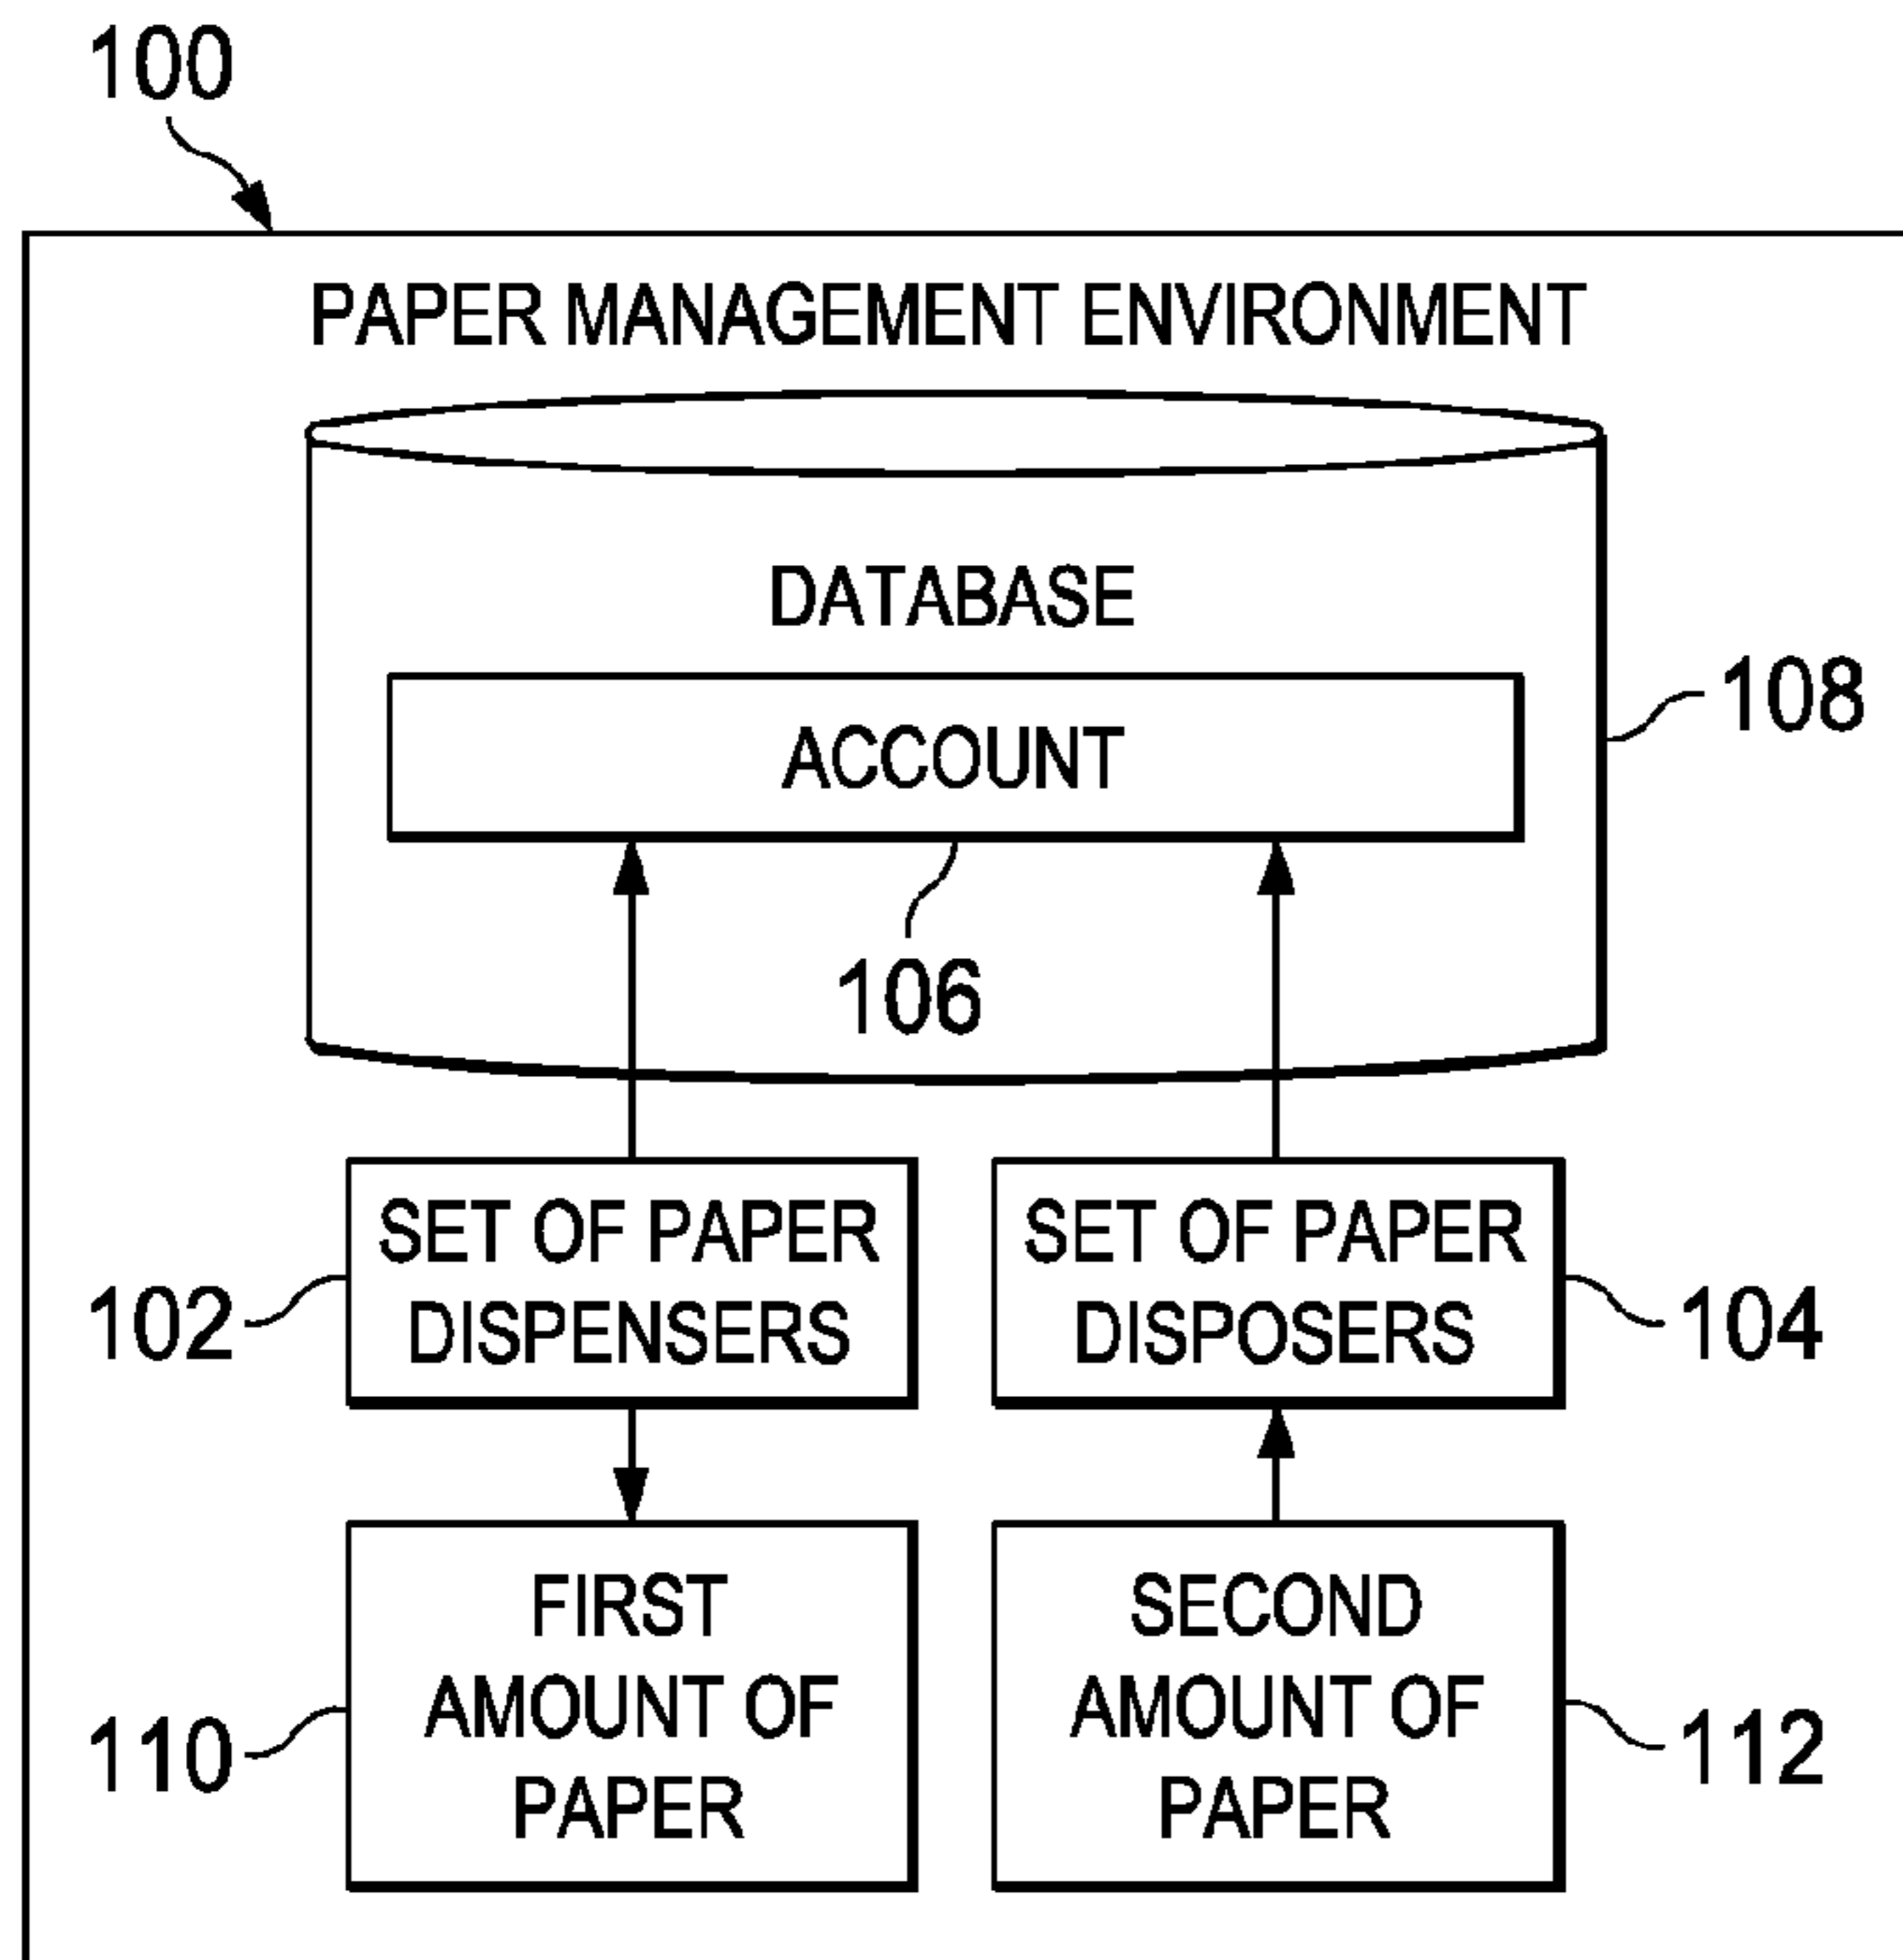 100
PAPER MANAGEMENT ENVIRONMENT
DATABASE
108
ACCOUNT
106
SET OF PAPER
DISPENSERS
102
SET OF PAPER
DISPOSERS
104
FIRST
AMOUNT OF
PAPER
110
SECOND
AMOUNT OF
PAPER
112